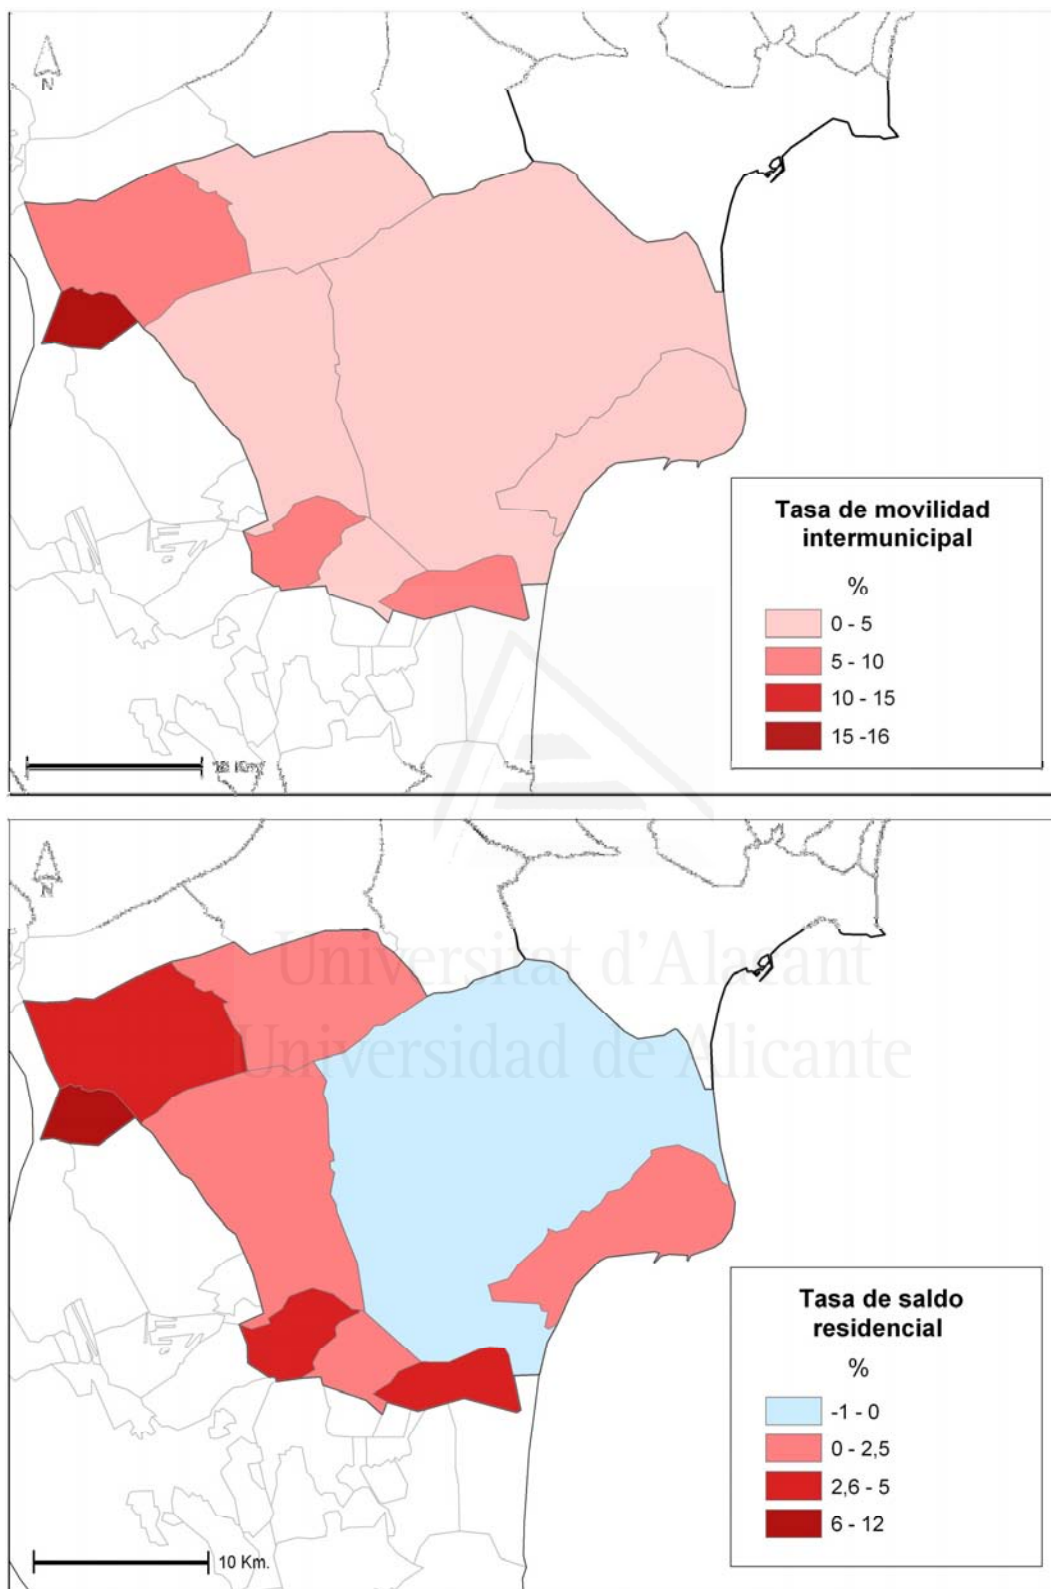 N
Tasa de movilidad
intermunicipal
%
0 - 5
5 - 10
10 - 15
15 -16
N
Universitat d'Alacant
Universidad de Alicante
Tasa de saldo
residencial
%
-1 - 0
0 - 2,5
2,6 - 5
6 - 12
10 Km.